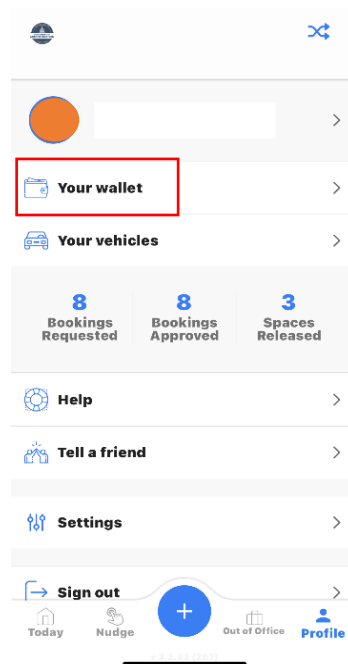 Your wallet
Your vehicles
8 8 3
Bookings Bookings Spaces
Requested Approved Released
Help
Tell a friend
Settings
Sign out
Today Nudge Out of Office Profile